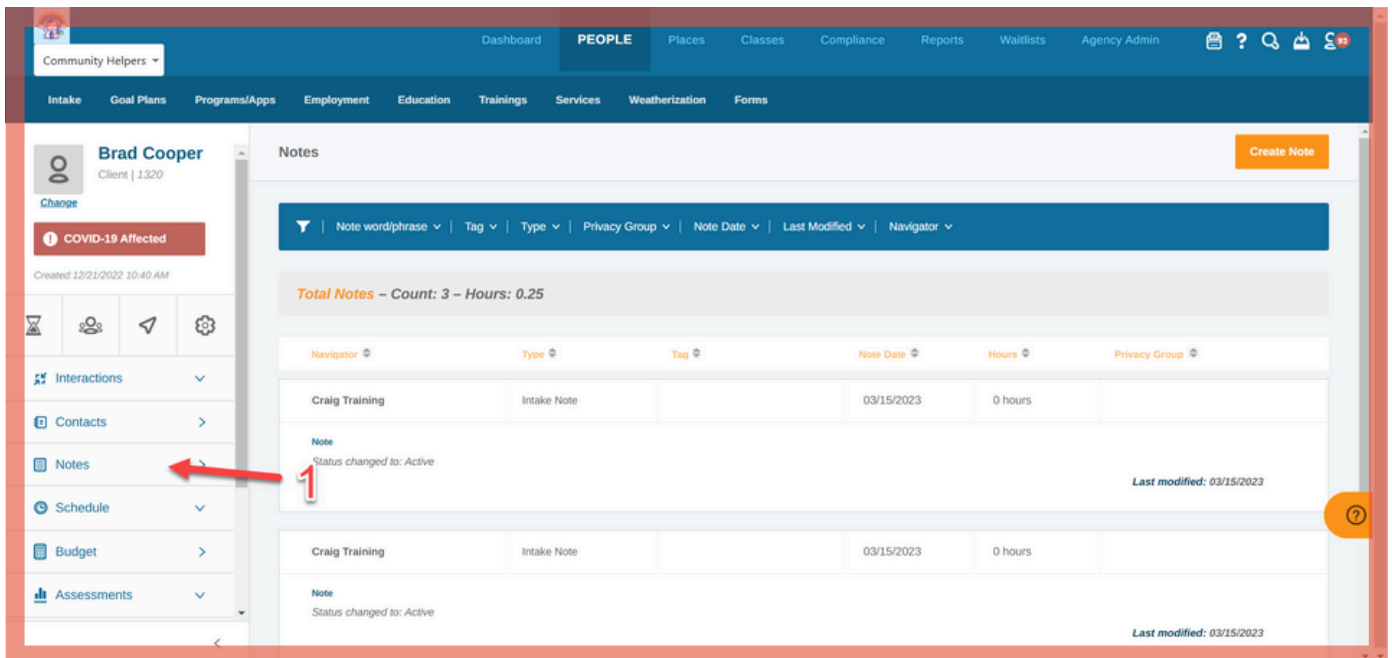 Community Helpers
Dashboard PEOPLE Places Classes Compliance Reports Waitlists Agency Admin ? 93
Intake Goal Plans Programs/Apps Employment Education Trainings Services Weatherization Forms
Brad Cooper
Client | 1320
Change
COVID-19 Affected
Created:12/21/2022 10:40 AM
Interactions
Contacts
Notes
Schedule
Budget
Assessments
Notes
Create Note
Note word/phrase | Tag | Type | Privacy Group | Note Date | Last Modified | Navigator
Total Notes – Count: 3 – Hours: 0.25
Navigator Type Tag Note Date Hours Privacy Group
Craig Training Intake Note 03/15/2023 0 hours
Note
Status changed to: Active
1
Last modified: 03/15/2023
Craig Training Intake Note 03/15/2023 0 hours
Note
Status changed to: Active
Last modified: 03/15/2023